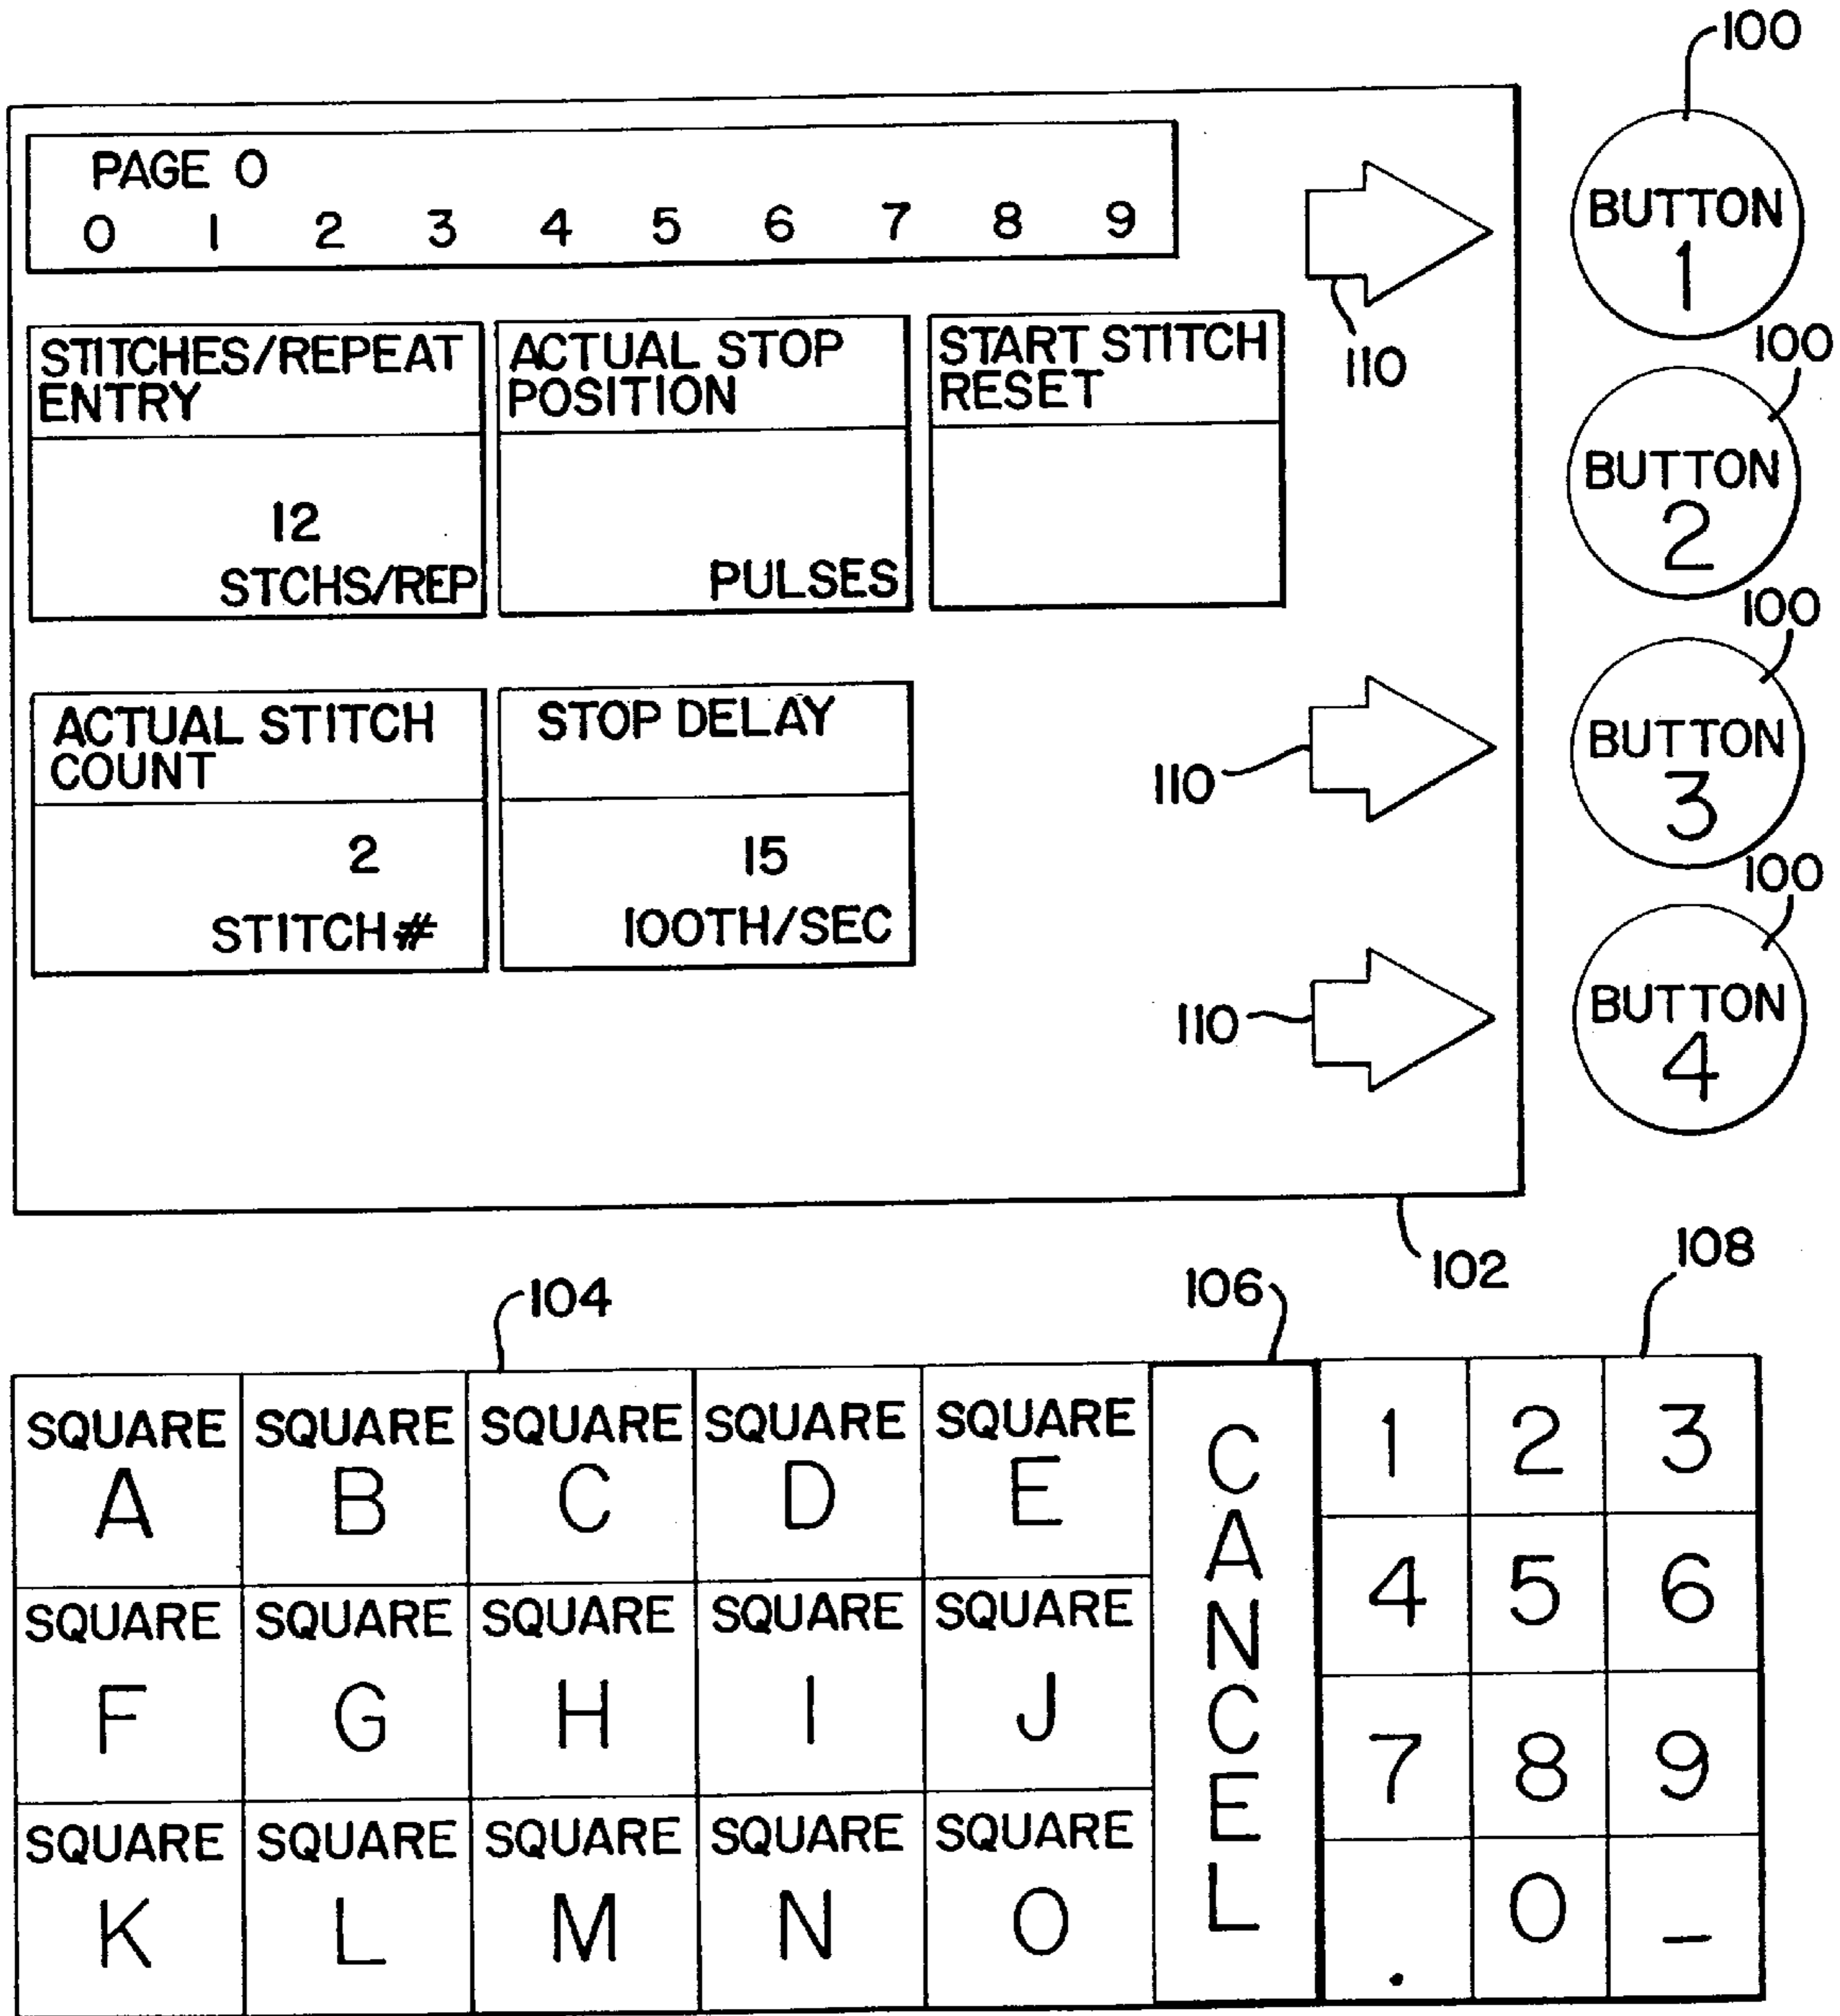 100
PAGE 0
0 1 2 3 4 5 6 7 8 9
110
BUTTON
1
STITCHES/REPEAT
ENTRY
12
STCHS/REP
ACTUAL STOP
POSITION
PULSES
START STITCH
RESET
100
BUTTON
2
ACTUAL STITCH
COUNT
2
STITCH#
STOP DELAY
15
100TH/SEC
110
100
BUTTON
3
110
100
BUTTON
4
102
104
106
108
SQUARE SQUARE SQUARE SQUARE SQUARE
A B C D E
SQUARE SQUARE SQUARE SQUARE SQUARE
F G H I J
SQUARE SQUARE SQUARE SQUARE SQUARE
K L M N O
CANCEL
1 2 3
4 5 6
7 8 9
. 0 –